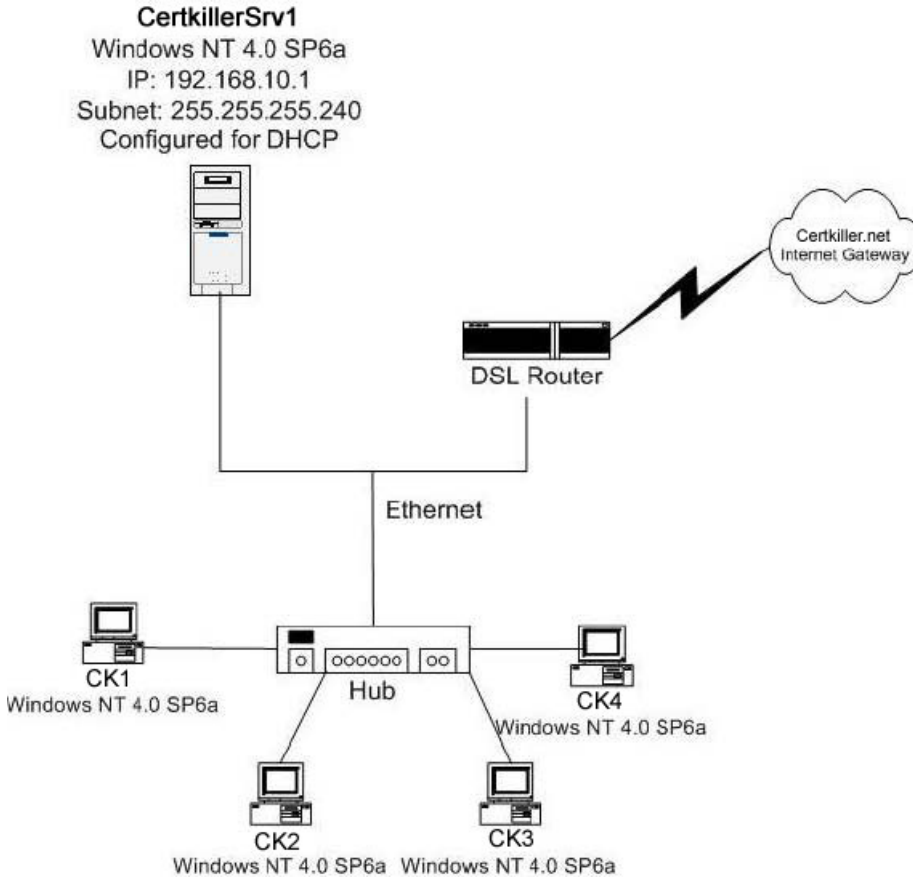 CertkillerSrv1
Windows NT 4.0 SP6a
IP: 192.168.10.1
Subnet: 255.255.255.240
Configured for DHCP
Certkiller.net
Internet Gateway
DSL Router
Ethernet
CK1
Windows NT 4.0 SP6a
Hub
CK4
Windows NT 4.0 SP6a
CK2
Windows NT 4.0 SP6a
CK3
Windows NT 4.0 SP6a